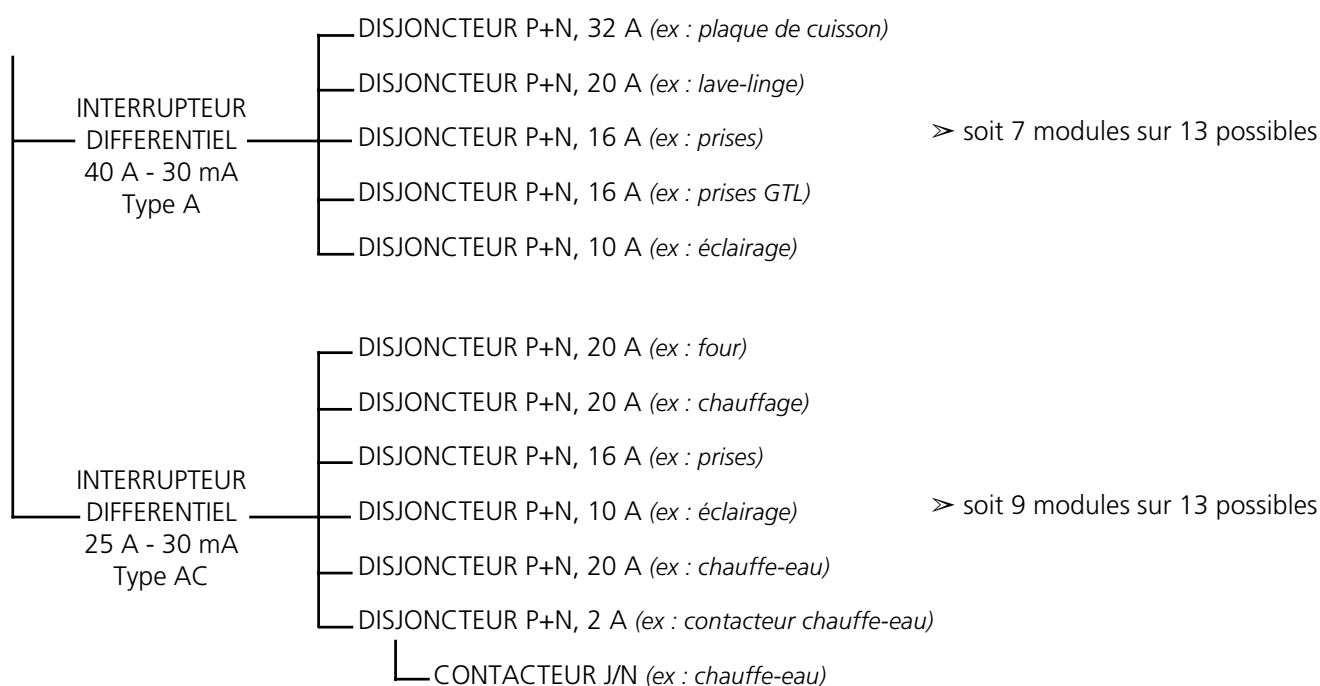 DISJONCTEUR P+N, 32 A (ex : plaque de cuisson)
DISJONCTEUR P+N, 20 A (ex : lave-linge)
INTERRUPTEUR
DIFFERENTIEL
40 A - 30 mA
Type A
DISJONCTEUR P+N, 16 A (ex : prises)
➢ soit 7 modules sur 13 possibles
DISJONCTEUR P+N, 16 A (ex : prises GTL)
DISJONCTEUR P+N, 10 A (ex : éclairage)
DISJONCTEUR P+N, 20 A (ex : four)
DISJONCTEUR P+N, 20 A (ex : chauffage)
DISJONCTEUR P+N, 16 A (ex : prises)
INTERRUPTEUR
DIFFERENTIEL
25 A - 30 mA
Type AC
DISJONCTEUR P+N, 10 A (ex : éclairage)
➢ soit 9 modules sur 13 possibles
DISJONCTEUR P+N, 20 A (ex : chauffe-eau)
DISJONCTEUR P+N, 2 A (ex : contacteur chauffe-eau)
CONTACTEUR J/N (ex : chauffe-eau)